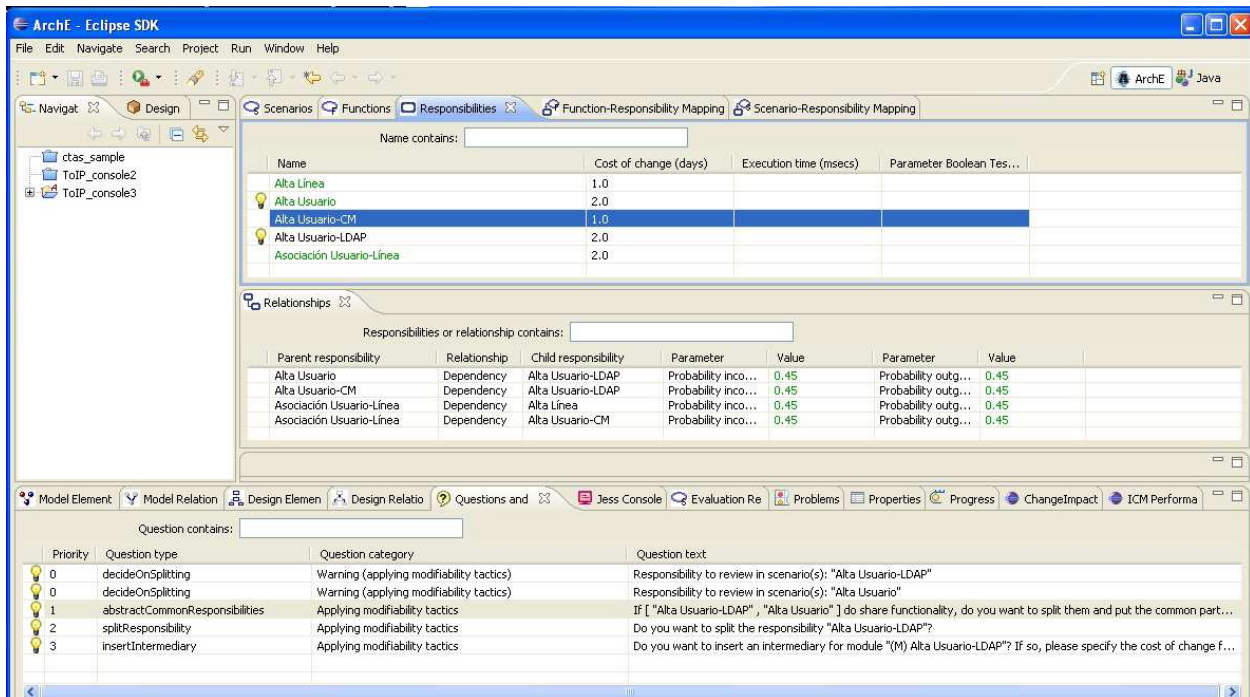 ArchE - Eclipse SDK
File Edit Navigate Search Project Run Window Help
ArchE Java
Navigat Design
ctas_sample
ToIP_console2
ToIP_console3
Scenarios Functions Responsibilities Function-Responsibility Mapping Scenario-Responsibility Mapping
Name contains:
Name Cost of change (days) Execution time (msecs) Parameter Boolean Tes...
Alta Línea 1.0
Alta Usuario 2.0
Alta Usuario-CM 1.0
Alta Usuario-LDAP 2.0
Asociación Usuario-Línea 2.0
Relationships
Responsibilities or relationship contains:
Parent responsibility Relationship Child responsibility Parameter Value Parameter Value
Alta Usuario Dependency Alta Usuario-LDAP Probability inco... 0.45 Probability outg... 0.45
Alta Usuario-CM Dependency Alta Usuario-LDAP Probability inco... 0.45 Probability outg... 0.45
Asociación Usuario-Línea Dependency Alta Línea Probability inco... 0.45 Probability outg... 0.45
Asociación Usuario-Línea Dependency Alta Usuario-CM Probability inco... 0.45 Probability outg... 0.45
Model Element Model Relation Design Elemen Design Relatio Questions and Jess Console Evaluation Re Problems Properties Progress ChangeImpact ICM Performa
Question contains:
Priority Question type Question category Question text
0 decideOnSplitting Warning (applying modifiability tactics) Responsibility to review in scenario(s): "Alta Usuario-LDAP"
0 decideOnSplitting Warning (applying modifiability tactics) Responsibility to review in scenario(s): "Alta Usuario"
1 abstractCommonResponsibilities Applying modifiability tactics If [ "Alta Usuario-LDAP" , "Alta Usuario" ] do share functionality, do you want to split them and put the common part...
2 splitResponsibility Applying modifiability tactics Do you want to split the responsibility "Alta Usuario-LDAP"?
3 insertIntermediary Applying modifiability tactics Do you want to insert an intermediary for module "(M) Alta Usuario-LDAP"? If so, please specify the cost of change f...